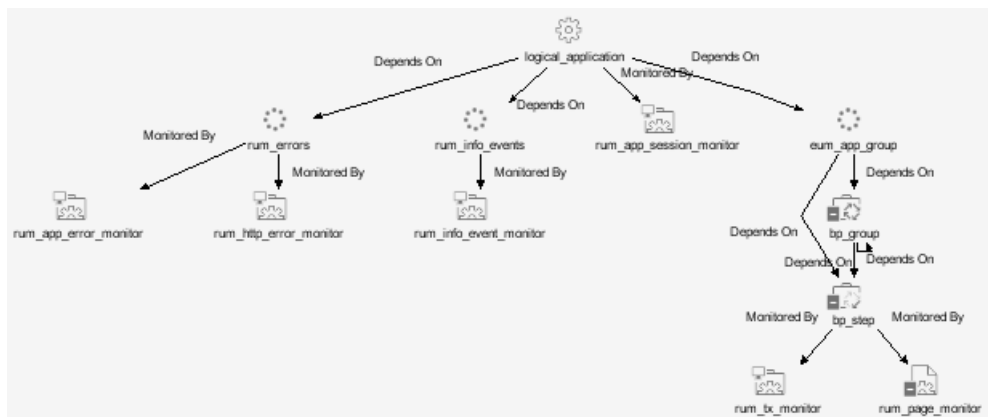 logical_application
Depends On
Depends On
Monitored By
Depends On
rum_errors
rum_info_events
rum_app_session_monitor
eum_app_group
Monitored By
Monitored By
Monitored By
Depends On
rum_app_error_monitor
rum_http_error_monitor
rum_info_event_monitor
bp_group
Depends On
Depends On
Depends On
bp_step
Monitored By
Monitored By
rum_tx_monitor
rum_page_monitor